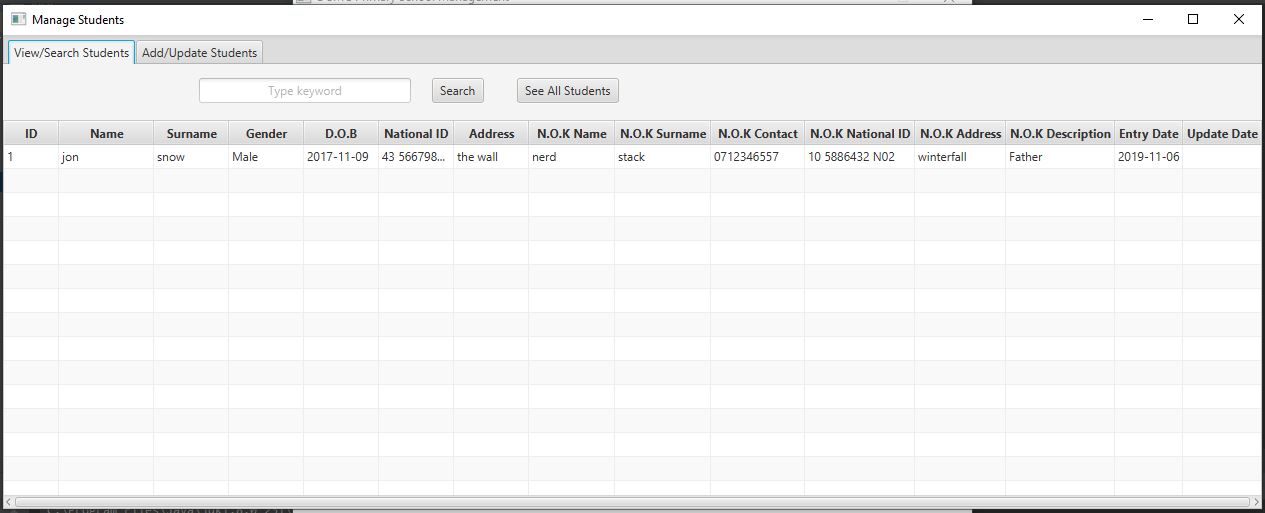 Manage Students
View/Search Students Add/Update Students
Type keyword Search See All Students
ID Name Surname Gender D.O.B National ID Address N.O.K Name N.O.K Surname N.O.K Contact N.O.K National ID N.O.K Address N.O.K Description Entry Date Update Date
1 jon snow Male 2017-11-09 43 566798... the wall nerd stack 0712346557 10 5886432 N02 winterfall Father 2019-11-06